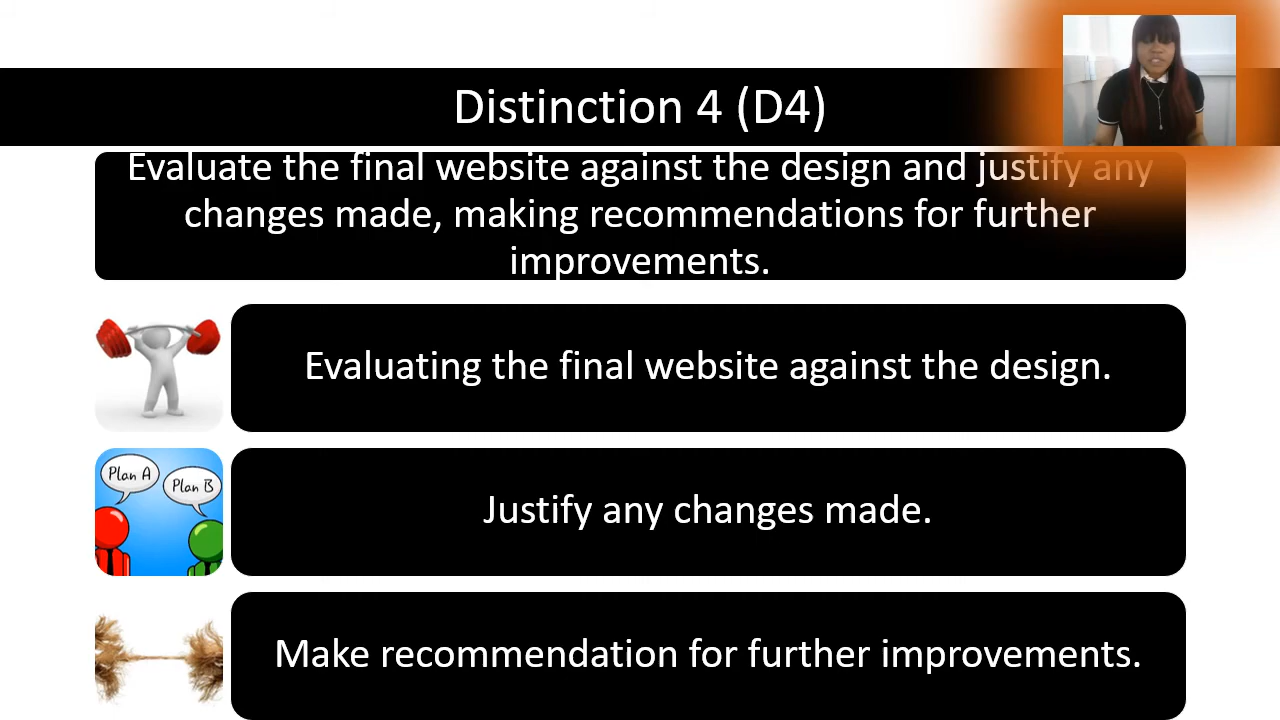 Distinction 4 (D4)
Evaluate the final website against the design and justify any
changes made, making recommendations for further
improvements.
Evaluating the final website against the design.
Plan A
Plan B
Justify any changes made.
Make recommendation for further improvements.